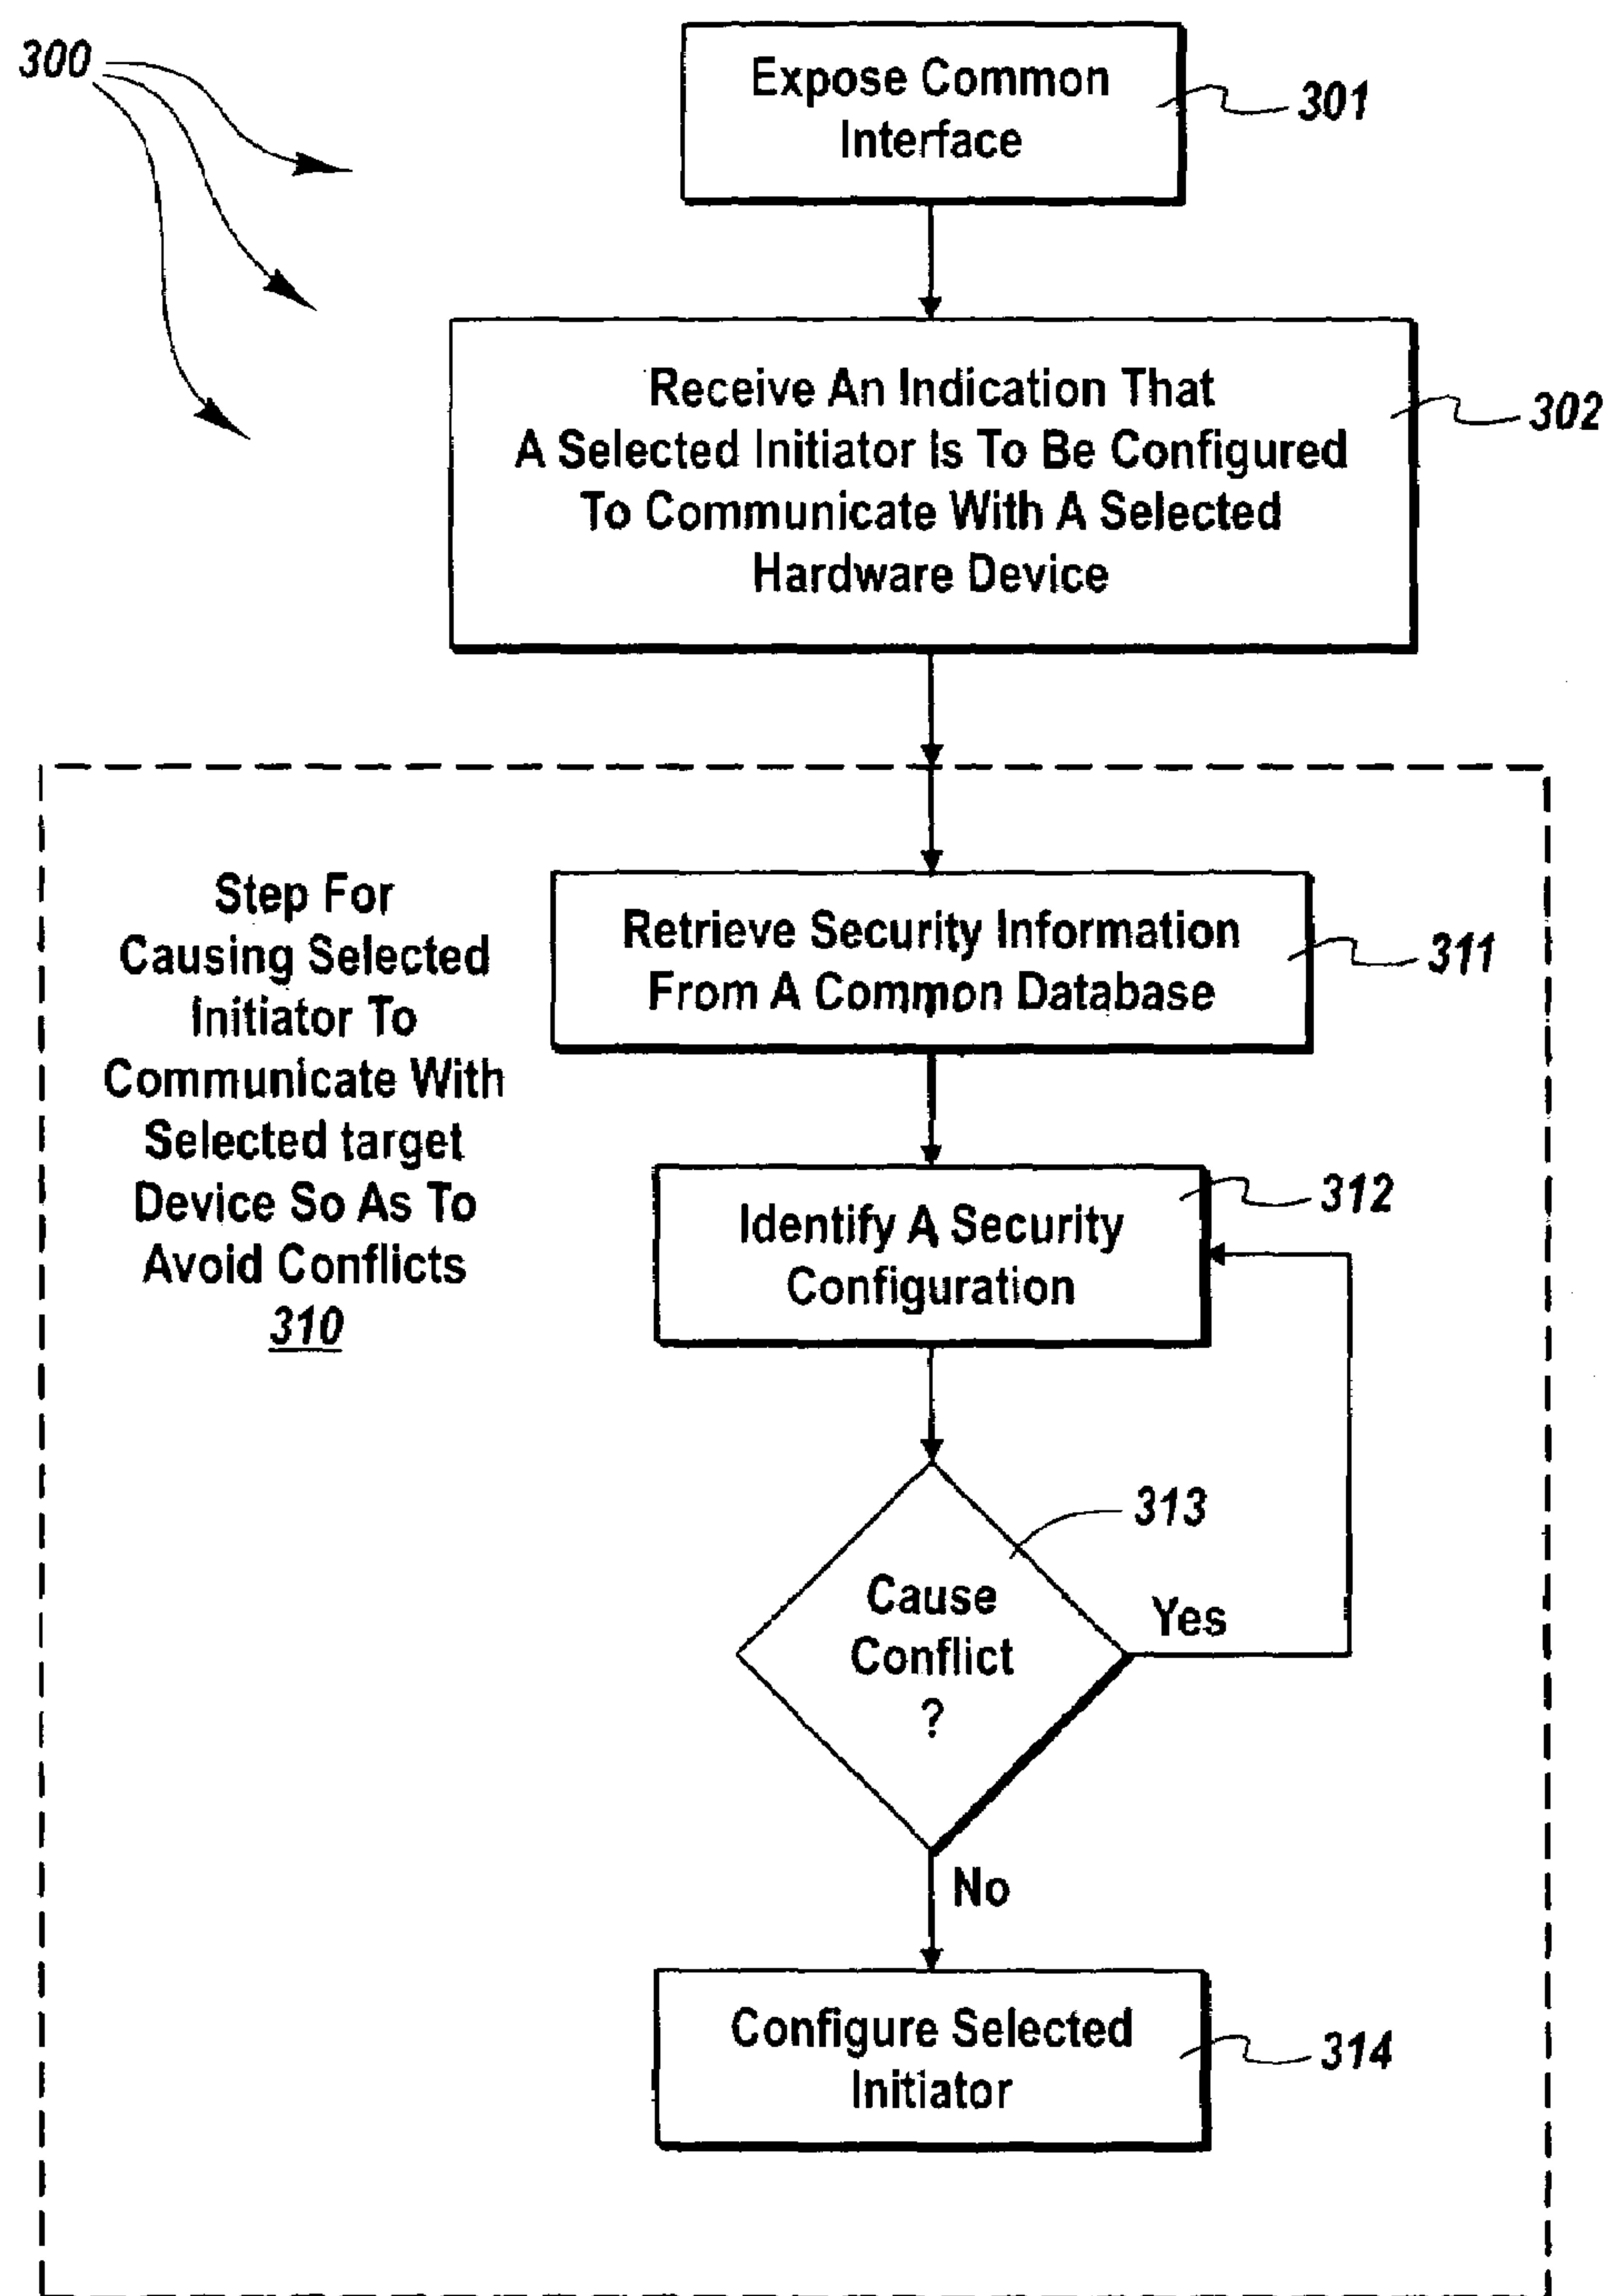 300
Expose Common
Interface
301
Receive An Indication That
A Selected Initiator Is To Be Configured
To Communicate With A Selected
Hardware Device
302
Step For
Causing Selected
Initiator To
Communicate With
Selected target
Device So As To
Avoid Conflicts
310
Retrieve Security Information
From A Common Database
311
Identify A Security
Configuration
312
Cause
Conflict
?
313
Yes
No
Configure Selected
Initiator
314